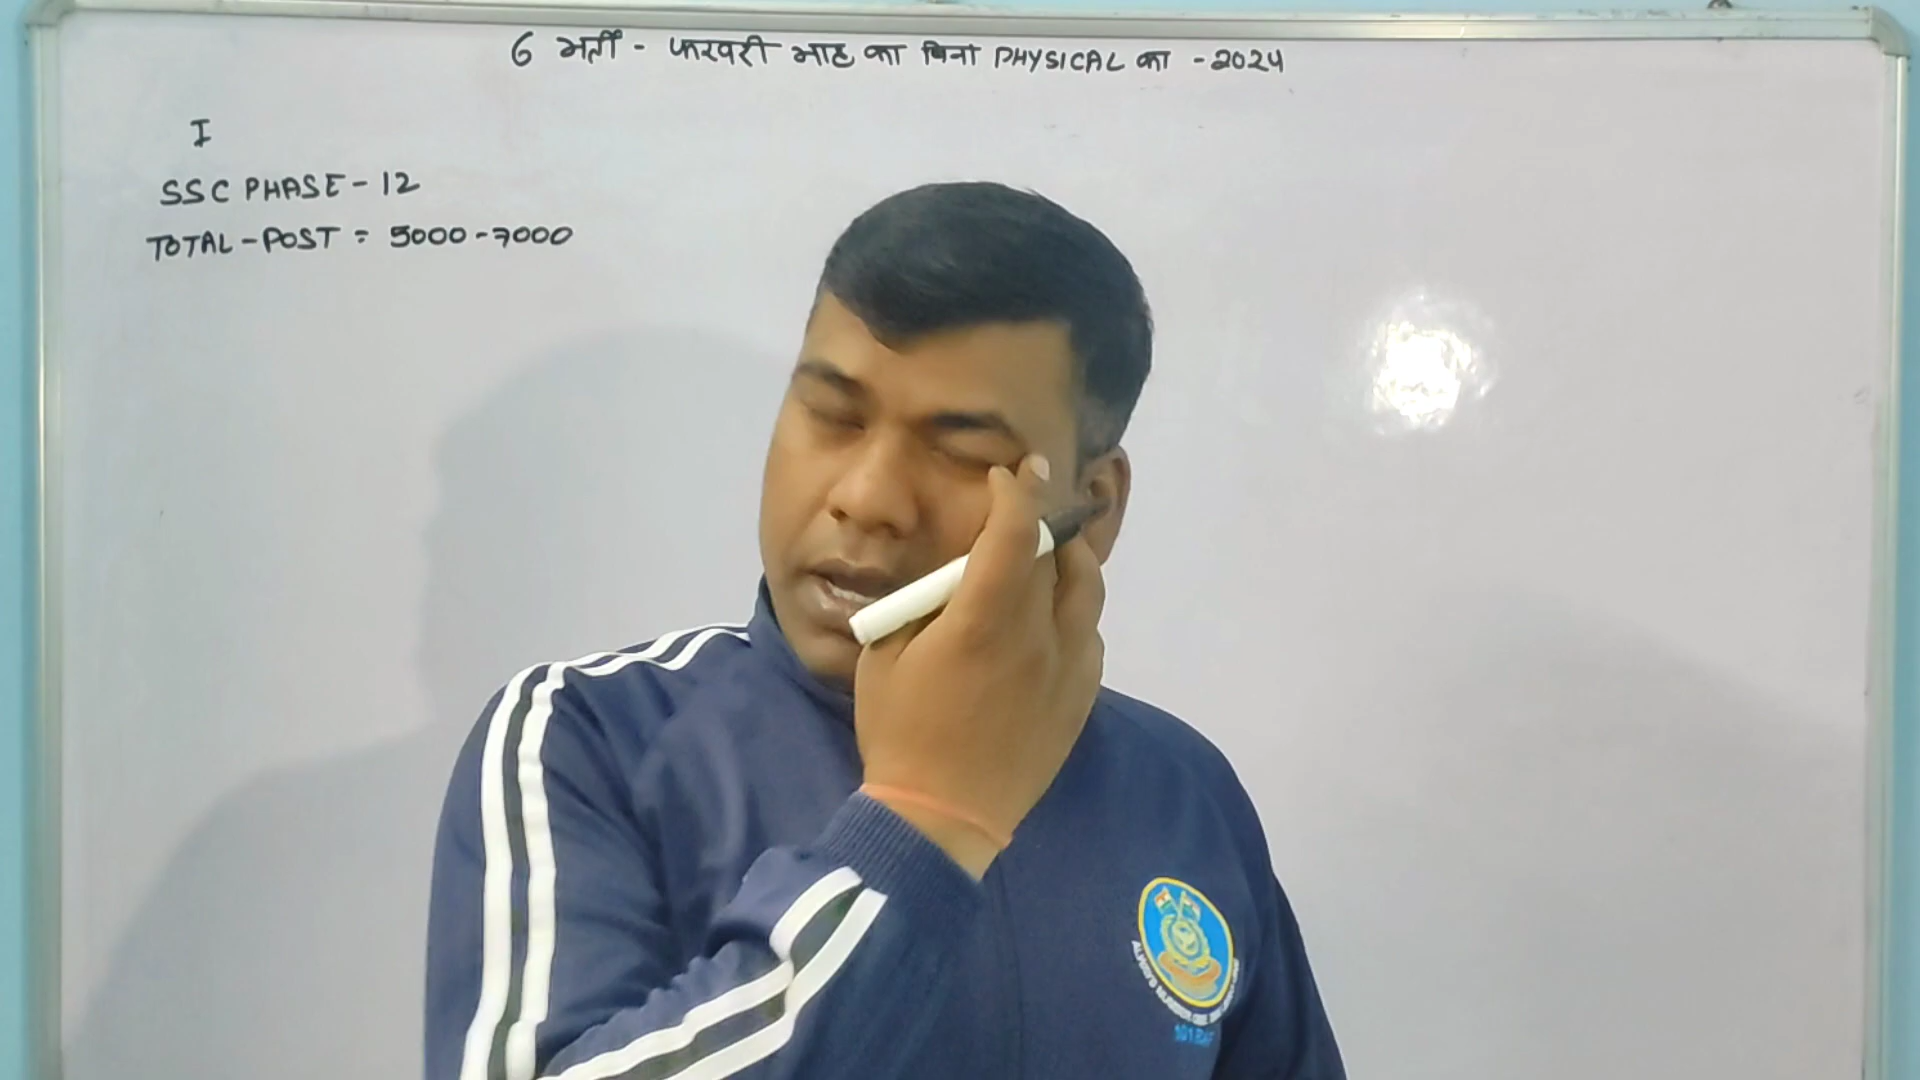 6 भर्ती - फरवरी माह का बिना PHYSICAL का - 2024
I
SSC PHASE - 12
TOTAL - POST = 5000 - 7000